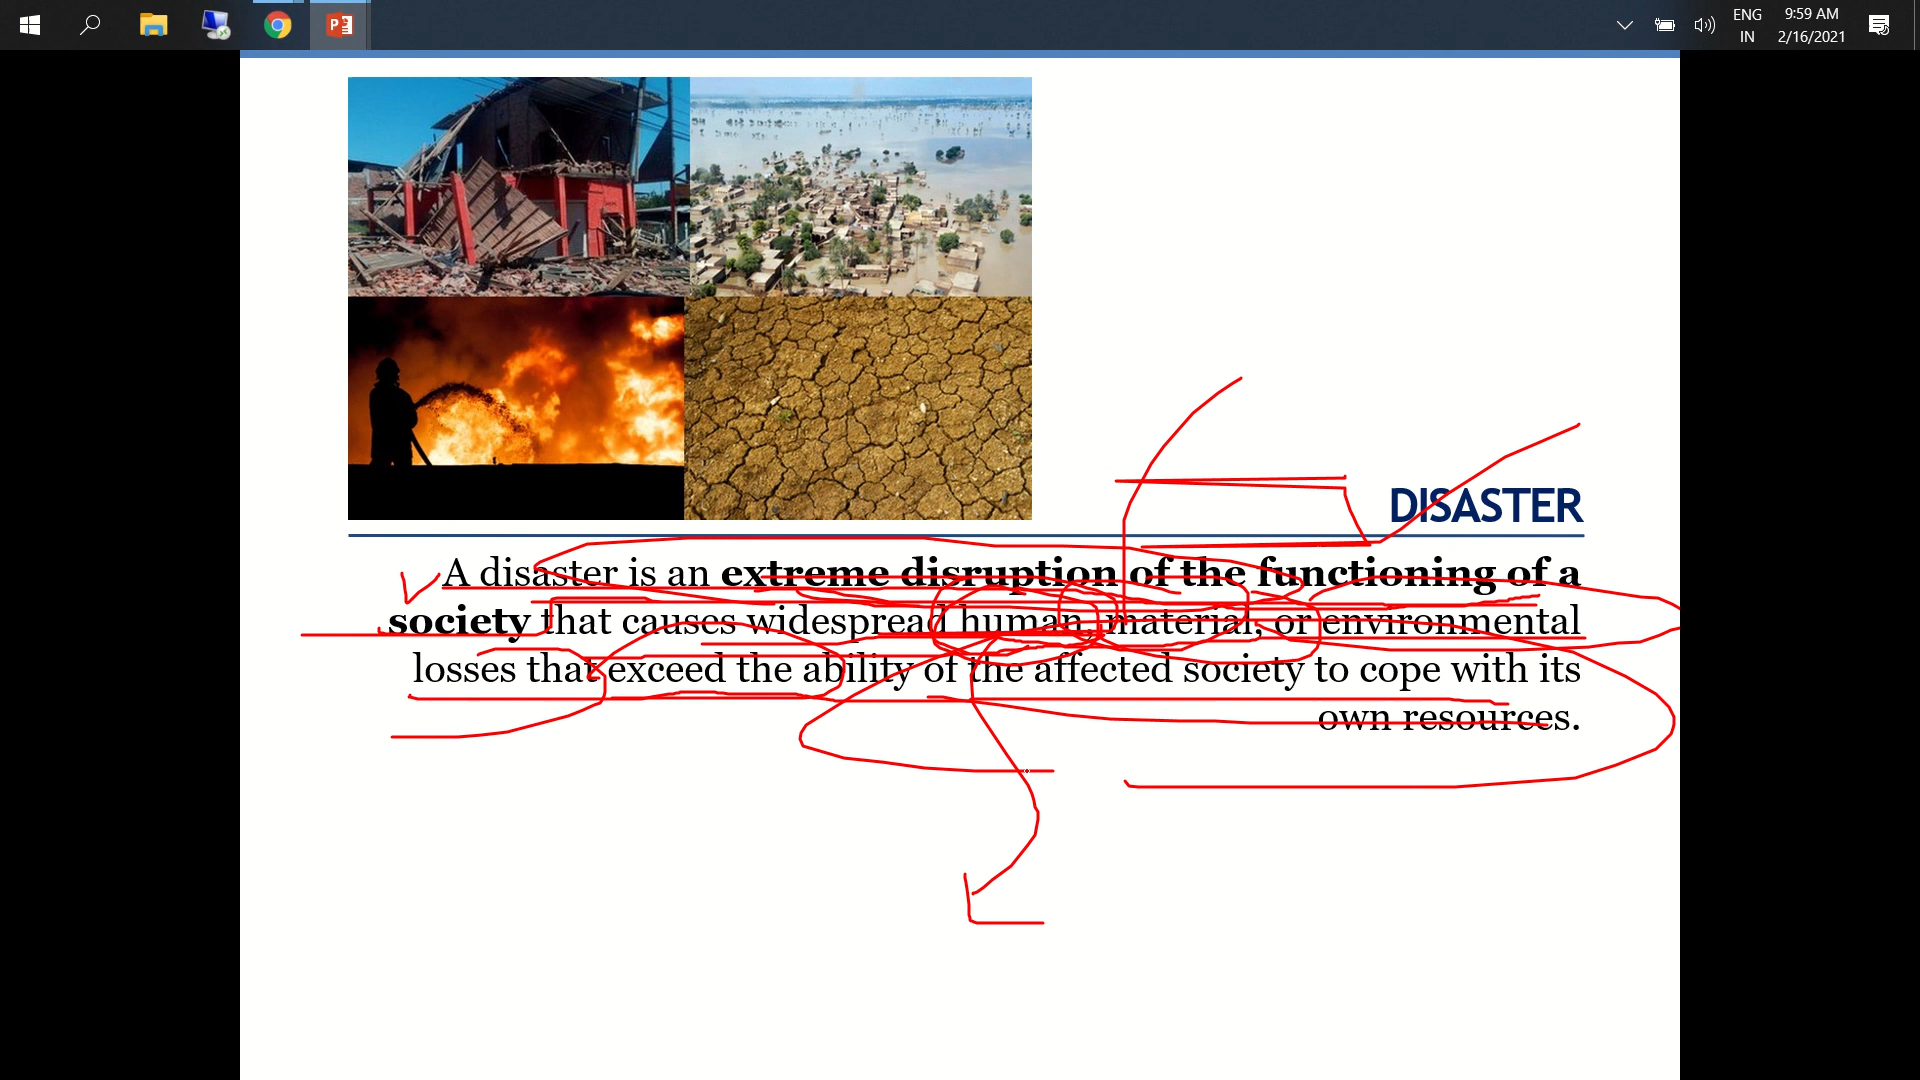 ENG
9:59 AM
IN
2/16/2021
DISASTER
A disaster is an extreme disruption of the functioning of a
society that causes widespread human, material, or environmental
losses that exceed the ability of the affected society to cope with its
own resources.